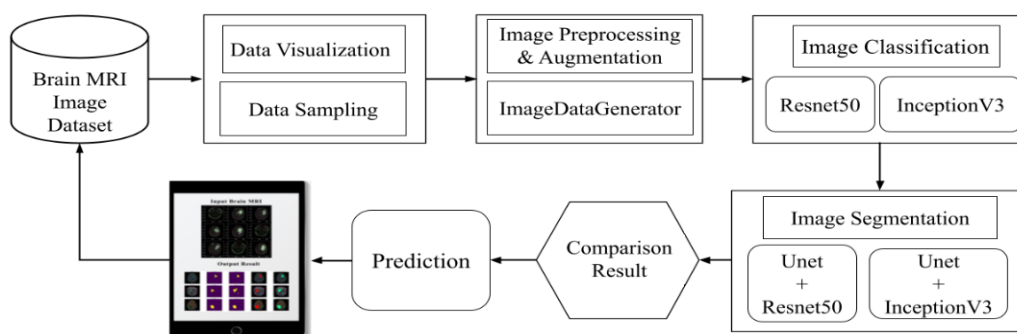 Brain MRI
Image
Dataset
Data Visualization
Data Sampling
Image Preprocessing
& Augmentation
ImageDataGenerator
Image Classification
Resnet50
InceptionV3
Image Segmentation
Unet
+
Resnet50
Unet
+
InceptionV3
Comparison
Result
Prediction
Input Brain MRI
Output Result